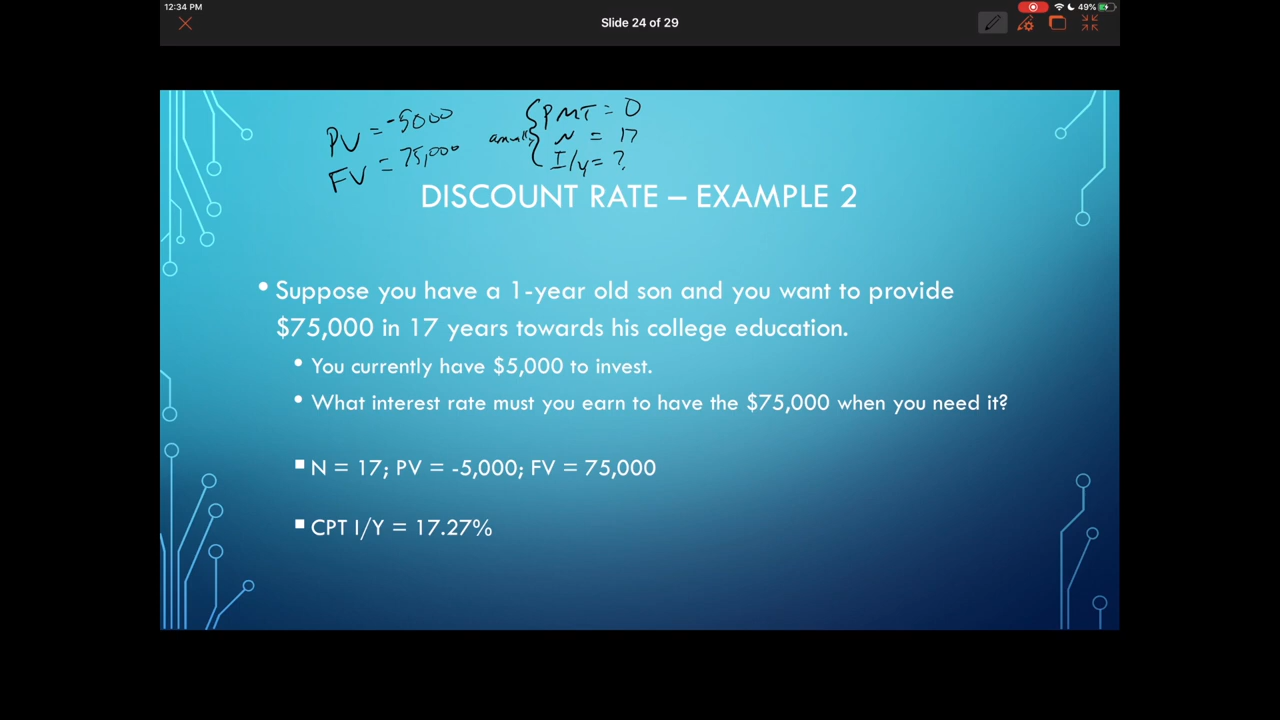 12:34 PM
Slide 24 of 29
49%
PV = -5000
FV = 75,000
PMT = 0
N = 17
I/y = ?
DISCOUNT RATE – EXAMPLE 2
• Suppose you have a 1-year old son and you want to provide
$75,000 in 17 years towards his college education.
• You currently have $5,000 to invest.
• What interest rate must you earn to have the $75,000 when you need it?
▪ N = 17; PV = -5,000; FV = 75,000
▪ CPT I/Y = 17.27%